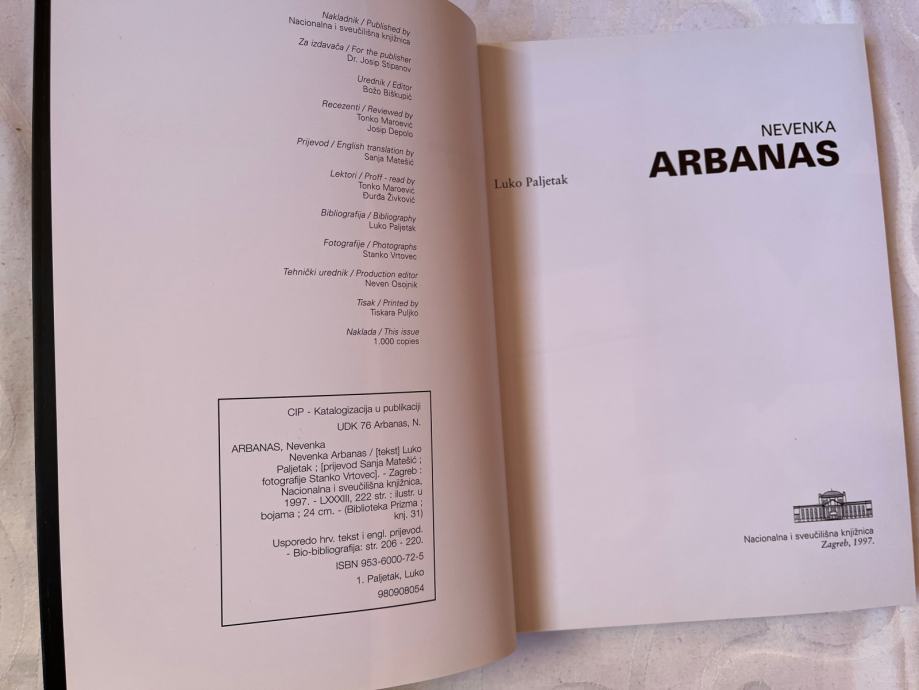 Nakladnik / Published by
Nacionalna i sveučilišna knjižnica
Za izdavača / For the publisher
Dr. Josip Stipanov
Urednik / Editor
Božo Biškupić
Recezenti / Reviewed by
Tonko Maroević
Josip Depolo
Prijevod / English translation by
Sanja Matešić
Lektori / Proff - read by
Tonko Maroević
Đurđa Živković
Bibliografija / Bibliography
Luko Paljetak
Fotografije / Photographs
Stanko Vrtovec
Tehnički urednik / Production editor
Neven Osojnik
Tisak / Printed by
Tiskara Puljko
Naklada / This issue
1.000 copies
CIP - Katalogizacija u publikaciji
UDK 76 Arbanas, N.
ARBANAS, Nevenka
Nevenka Arbanas / [tekst] Luko
Paljetak ; [prijevod Sanja Matešić ;
fotografije Stanko Vrtovec]. - Zagreb :
Nacionalna i sveučilišna knjižnica,
1997. - LXXXIII, 222 str. : ilustr. u
bojama ; 24 cm. - (Biblioteka Prizma ;
knj. 31)
Usporedo hrv. tekst i engl. prijevod.
- Bio-bibliografija: str. 206 - 220.
ISBN 953-6000-72-5
1. Paljetak, Luko
980908054
Luko Paljetak
NEVENKA
ARBANAS
Nacionalna i sveučilišna knjižnica
Zagreb, 1997.